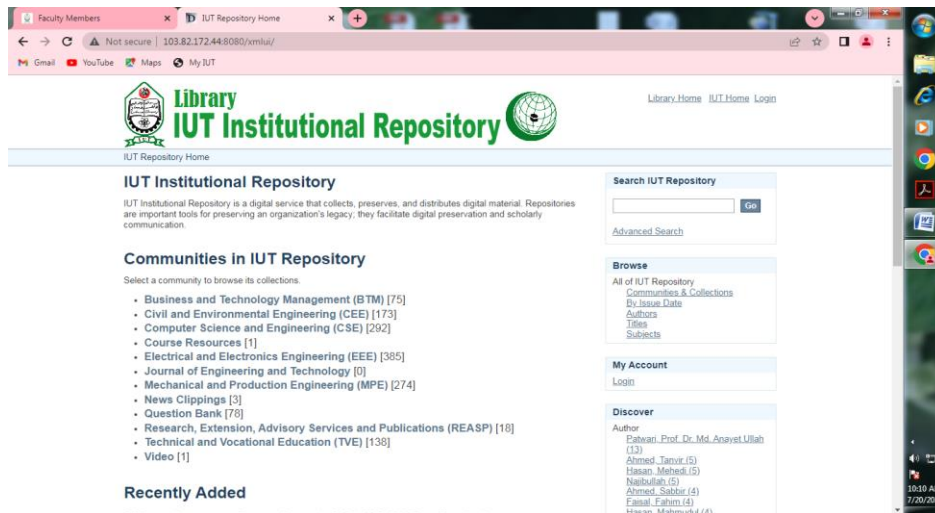 Faculty Members
IUT Repository Home
Not secure | 103.82.172.44:8080/xmlui/
Gmail YouTube Maps My IUT
Library
IUT Institutional Repository
Library Home IUT Home Login
IUT Repository Home
IUT Institutional Repository
IUT Institutional Repository is a digital service that collects, preserves, and distributes digital material. Repositories
are important tools for preserving an organization's legacy; they facilitate digital preservation and scholarly
communication.
Communities in IUT Repository
Select a community to browse its collections.
Business and Technology Management (BTM) [75]
Civil and Environmental Engineering (CEE) [173]
Computer Science and Engineering (CSE) [292]
Course Resources [1]
Electrical and Electronics Engineering (EEE) [385]
Journal of Engineering and Technology [0]
Mechanical and Production Engineering (MPE) [274]
News Clippings [3]
Question Bank [78]
Research, Extension, Advisory Services and Publications (REASP) [18]
Technical and Vocational Education (TVE) [138]
Video [1]
Recently Added
Search IUT Repository
Go
Advanced Search
Browse
All of IUT Repository
Communities & Collections
By Issue Date
Authors
Titles
Subjects
My Account
Login
Discover
Author
Patwari, Prof. Dr. Md. Anayet Ullah
(13)
Ahmed, Tanvir (5)
Hasan, Mehedi (5)
Najibullah (5)
Ahmed, Sabbir (4)
Faisal, Fahim (4)
Hasan, Mahmudul (4)
10:10 A
7/20/20